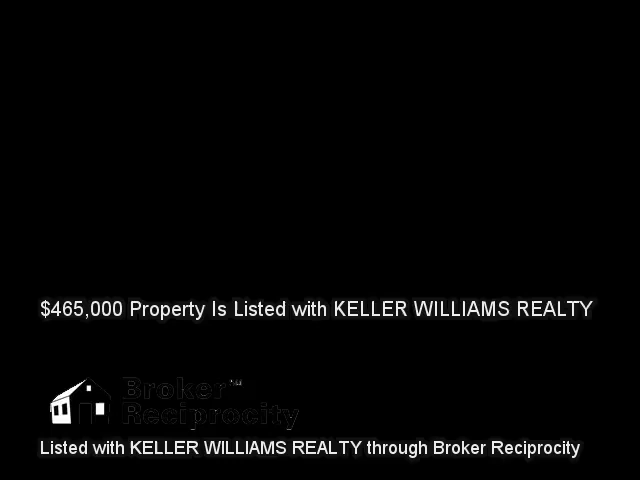 $465,000 Property Is Listed with KELLER WILLIAMS REALTY
Broker™
Reciprocity
Listed with KELLER WILLIAMS REALTY through Broker Reciprocity